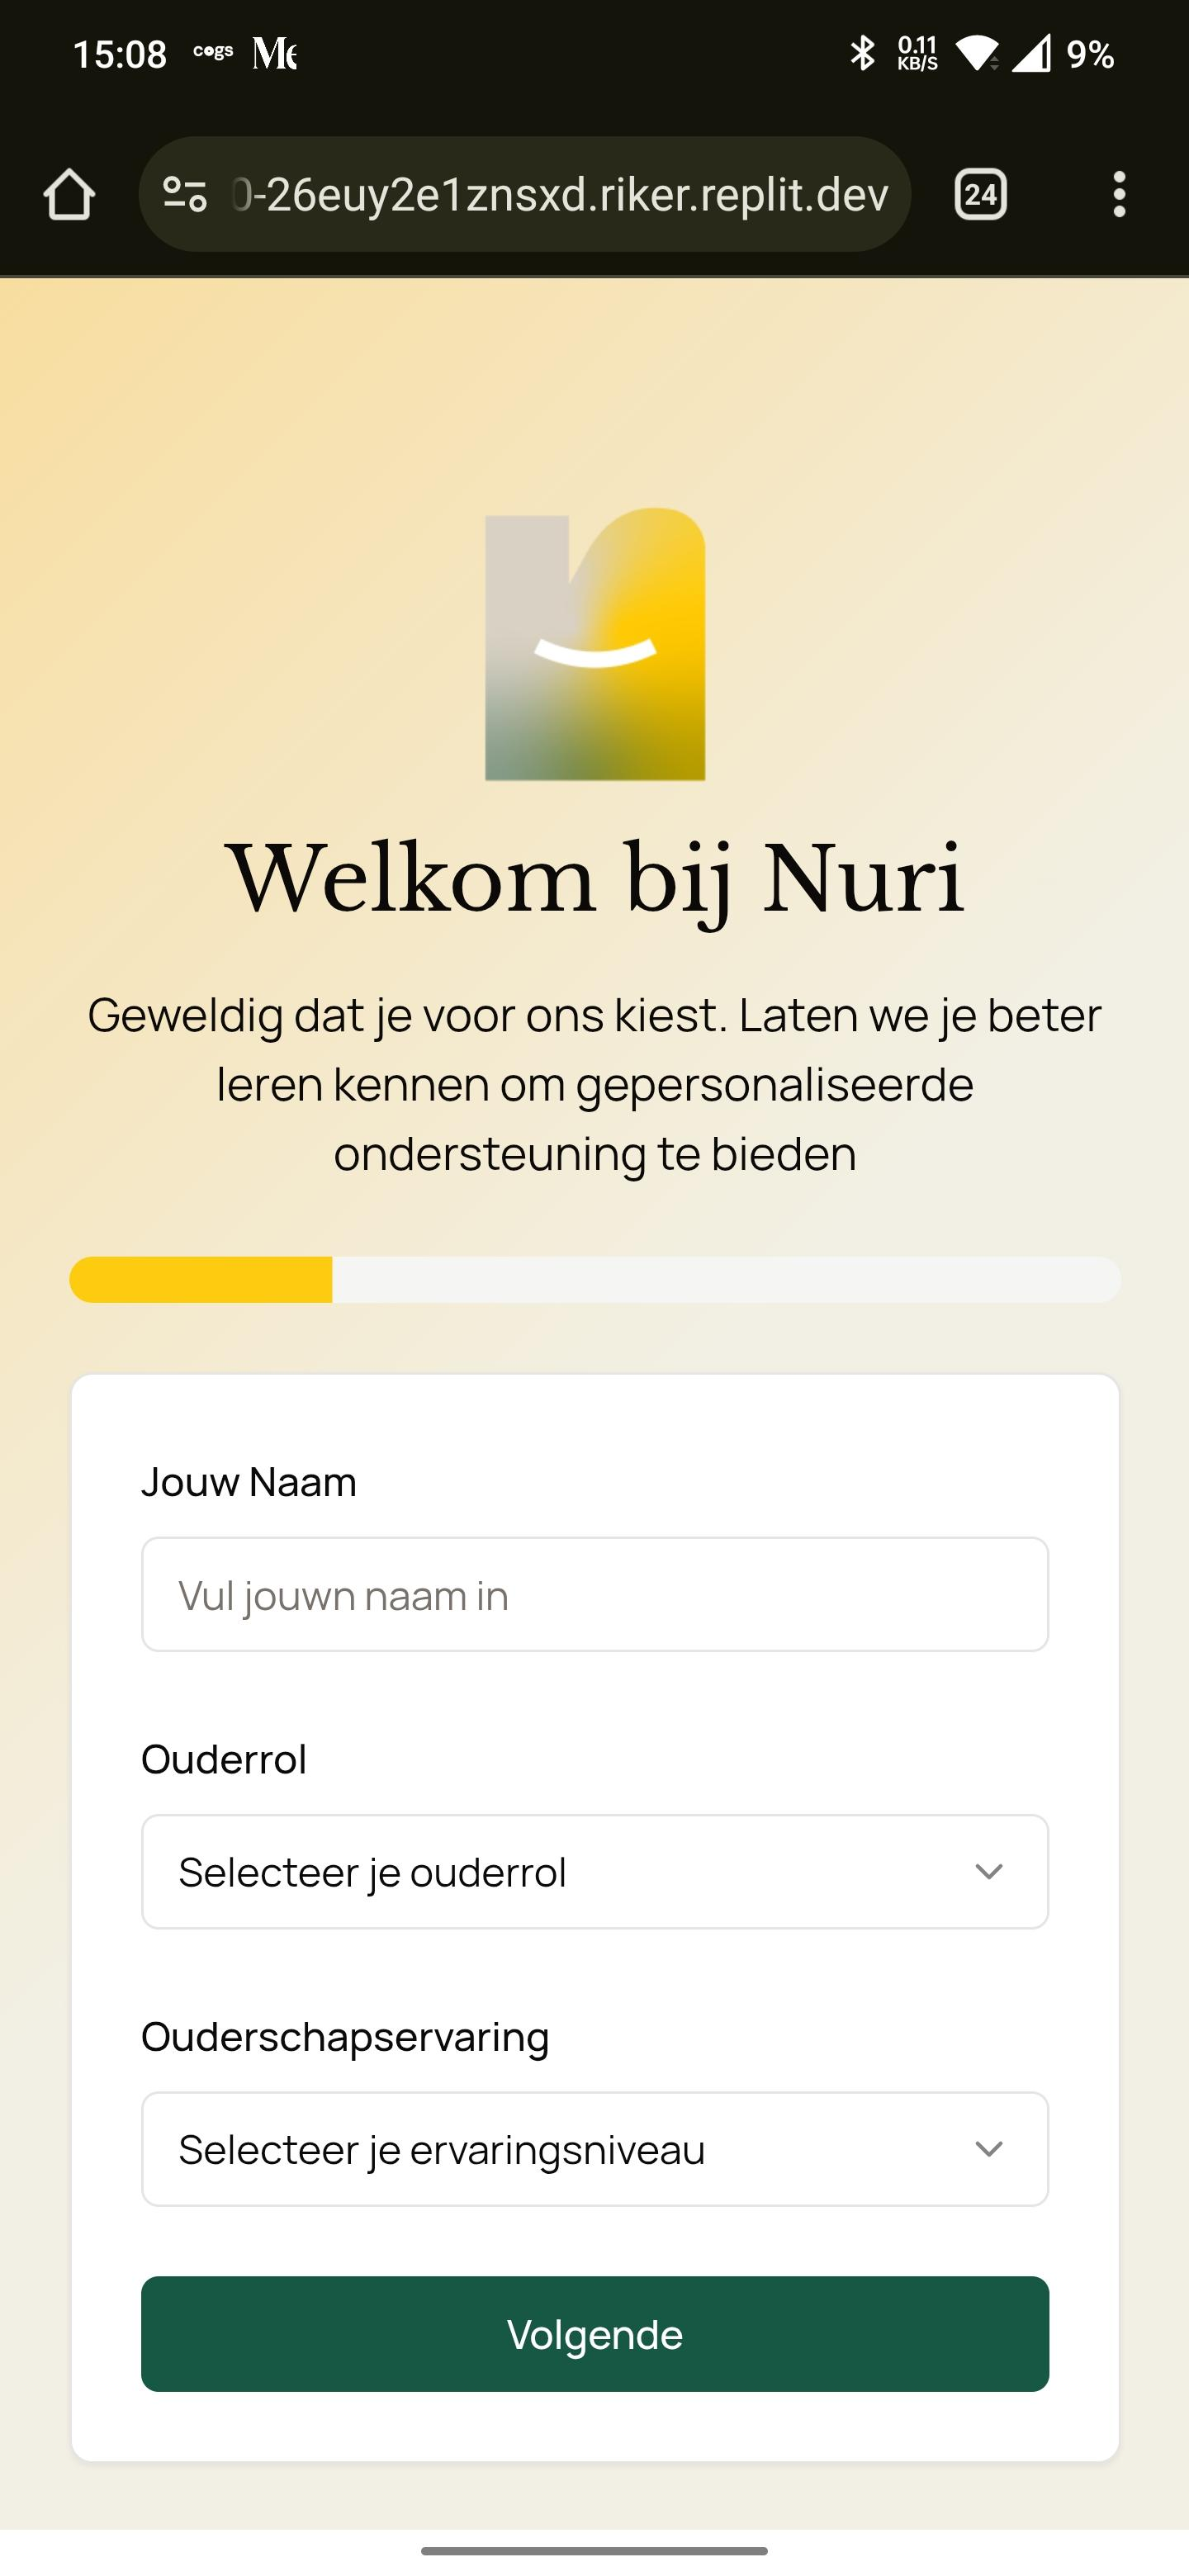 15:08 cogs
0.11
KB/S
9%
0-26euy2e1znsxd.riker.replit.dev
24
Welkom bij Nuri
Geweldig dat je voor ons kiest. Laten we je beter
leren kennen om gepersonaliseerde
ondersteuning te bieden
Jouw Naam
Vul jouwn naam in
Ouderrol
Selecteer je ouderrol
Ouderschapservaring
Selecteer je ervaringsniveau
Volgende